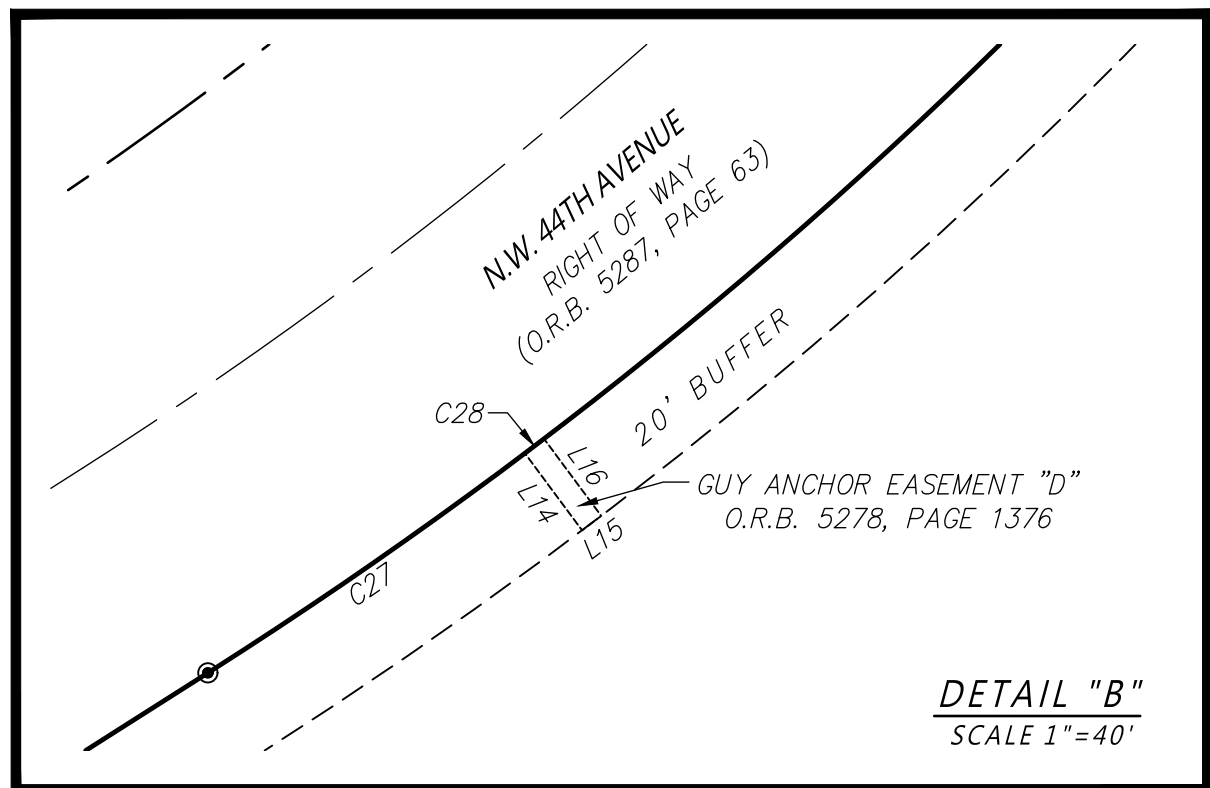 N.W. 44TH AVENUE
RIGHT OF WAY
(O.R.B. 5287, PAGE 63)
20' BUFFER
C28
L16
L14
L15
GUY ANCHOR EASEMENT "D"
O.R.B. 5278, PAGE 1376
C27
DETAIL "B"
SCALE 1"=40'